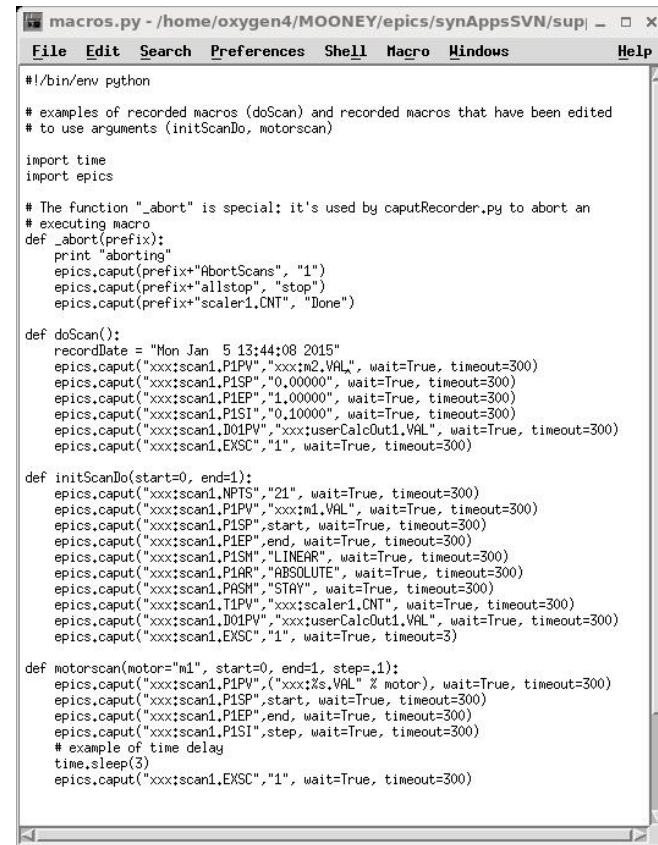 macros.py - /home/oxygen4/MOONEY/epics/synAppsSVN/sup
File Edit Search Preferences Shell Macro Windows Help
#!/bin/env python

# examples of recorded macros (doScan) and recorded macros that have been edited
# to use arguments (initScanDo, motorscan)

import time
import epics

# The function "_abort" is special: it's used by caputRecorder.py to abort an
# executing macro
def _abort(prefix):
    print "aborting"
    epics.caput(prefix+"AbortScans", "1")
    epics.caput(prefix+"allstop", "stop")
    epics.caput(prefix+"scaler1.CNT", "Done")

def doScan():
    recordDate = "Mon Jan  5 13:44:08 2015"
    epics.caput("xxx:scan1.P1PV","xxx:m2.VAL", wait=True, timeout=300)
    epics.caput("xxx:scan1.P1SP","0.00000", wait=True, timeout=300)
    epics.caput("xxx:scan1.P1EP","1.00000", wait=True, timeout=300)
    epics.caput("xxx:scan1.P1SI","0.10000", wait=True, timeout=300)
    epics.caput("xxx:scan1.D01PV","xxx:userCalcOut1.VAL", wait=True, timeout=300)
    epics.caput("xxx:scan1.EXSC","1", wait=True, timeout=300)

def initScanDo(start=0, end=1):
    epics.caput("xxx:scan1.NPTS","21", wait=True, timeout=300)
    epics.caput("xxx:scan1.P1PV","xxx:m1.VAL", wait=True, timeout=300)
    epics.caput("xxx:scan1.P1SP",start, wait=True, timeout=300)
    epics.caput("xxx:scan1.P1EP",end, wait=True, timeout=300)
    epics.caput("xxx:scan1.P1SM","LINEAR", wait=True, timeout=300)
    epics.caput("xxx:scan1.P1AR","ABSOLUTE", wait=True, timeout=300)
    epics.caput("xxx:scan1.PASM","STAY", wait=True, timeout=300)
    epics.caput("xxx:scan1.T1PV","xxx:scaler1.CNT", wait=True, timeout=300)
    epics.caput("xxx:scan1.D01PV","xxx:userCalcOut1.VAL", wait=True, timeout=300)
    epics.caput("xxx:scan1.EXSC","1", wait=True, timeout=3)

def motorscan(motor="m1", start=0, end=1, step=.1):
    epics.caput("xxx:scan1.P1PV",("xxx:%s.VAL" % motor), wait=True, timeout=300)
    epics.caput("xxx:scan1.P1SP",start, wait=True, timeout=300)
    epics.caput("xxx:scan1.P1EP",end, wait=True, timeout=300)
    epics.caput("xxx:scan1.P1SI",step, wait=True, timeout=300)
    # example of time delay
    time.sleep(3)
    epics.caput("xxx:scan1.EXSC","1", wait=True, timeout=300)